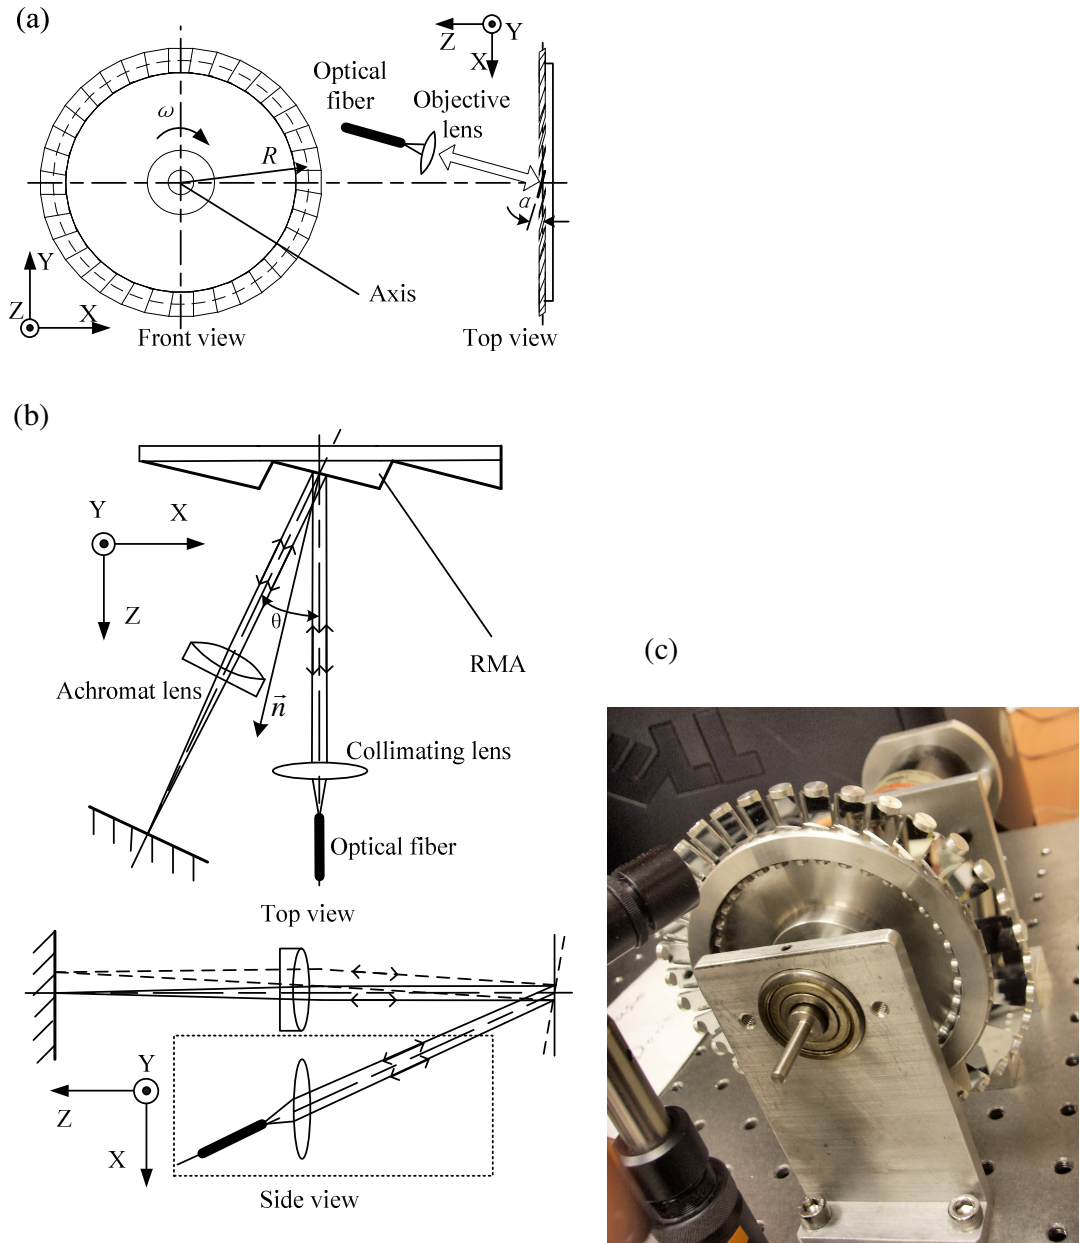 (a)
Z
Y
X
Optical
fiber
Objective
lens
ω
R
α
Y
Z
X
Axis
Front view
Top view
(b)
Y
X
Z
θ
RMA
Achromat lens
n⃗
Collimating lens
Optical fiber
Top view
Y
Z
X
Side view
(c)